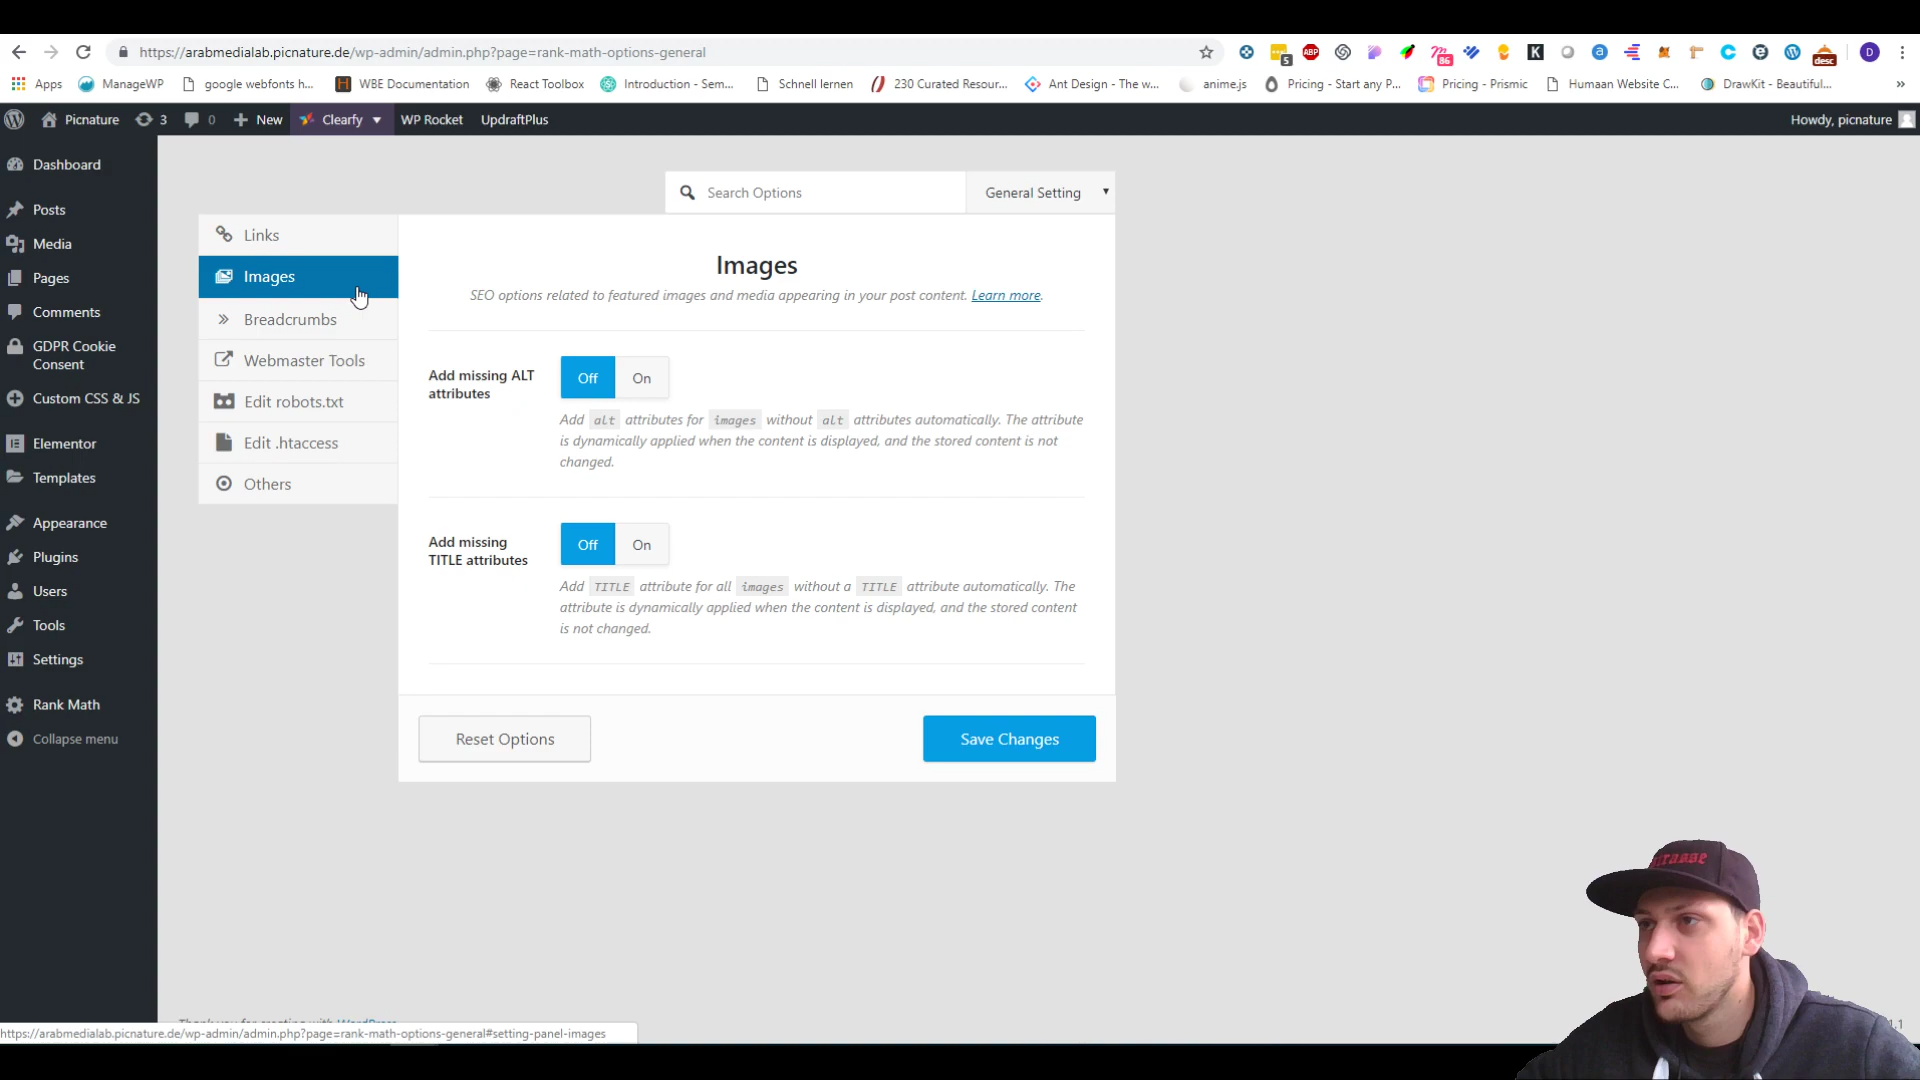 https://arabmedialab.picnature.de/wp-admin/admin.php?page=rank-math-options-general
5
ABP
86
K
desc
D
Apps
ManageWP
google webfonts h...
WBE Documentation
React Toolbox
Introduction - Sem...
Schnell lernen
230 Curated Resour...
Ant Design - The w...
anime.js
Pricing - Start any P...
Pricing - Prismic
Humaan Website C...
DrawKit - Beautiful...
»
Picnature
3
0
New
Clearfy
WP Rocket
UpdraftPlus
Howdy, picnature
Dashboard
Posts
Media
Pages
Comments
GDPR Cookie
Consent
Custom CSS & JS
Elementor
Templates
Appearance
Plugins
Users
Tools
Settings
Rank Math
Collapse menu
Search Options
General Setting
Links
Images
Breadcrumbs
Webmaster Tools
Edit robots.txt
Edit .htaccess
Others
Images
SEO options related to featured images and media appearing in your post content. Learn more.
Add missing ALT
attributes
Off
On
Add alt attributes for images without alt attributes automatically. The attribute
is dynamically applied when the content is displayed, and the stored content is not
changed.
Add missing
TITLE attributes
Off
On
Add TITLE attribute for all images without a TITLE attribute automatically. The
attribute is dynamically applied when the content is displayed, and the stored content
is not changed.
Reset Options
Save Changes
https://arabmedialab.picnature.de/wp-admin/admin.php?page=rank-math-options-general#setting-panel-images